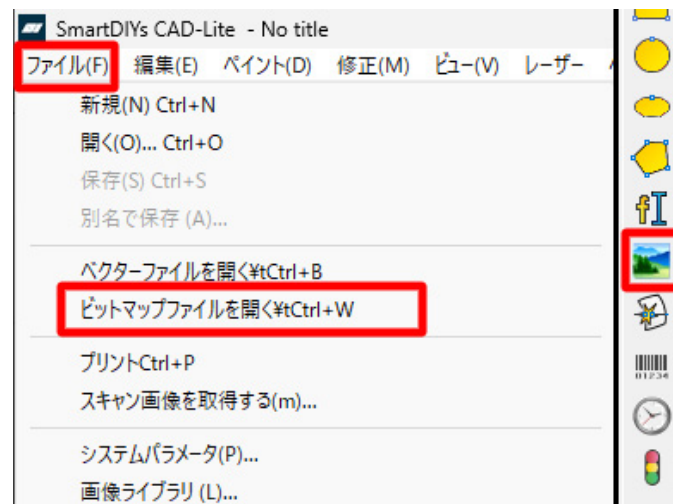 SmartDIYs CAD-Lite - No title
ファイル(F) 編集(E) ペイント(D) 修正(M) ビュー(V) レーザー
新規(N) Ctrl+N
開く(O)... Ctrl+O
保存(S) Ctrl+S
別名で保存 (A)...
ベクターファイルを開く¥tCtrl+B
ビットマップファイルを開く¥tCtrl+W
プリントCtrl+P
スキャン画像を取得する(m)...
システムパラメータ(P)...
画像ライブラリ (L)...
f
01234